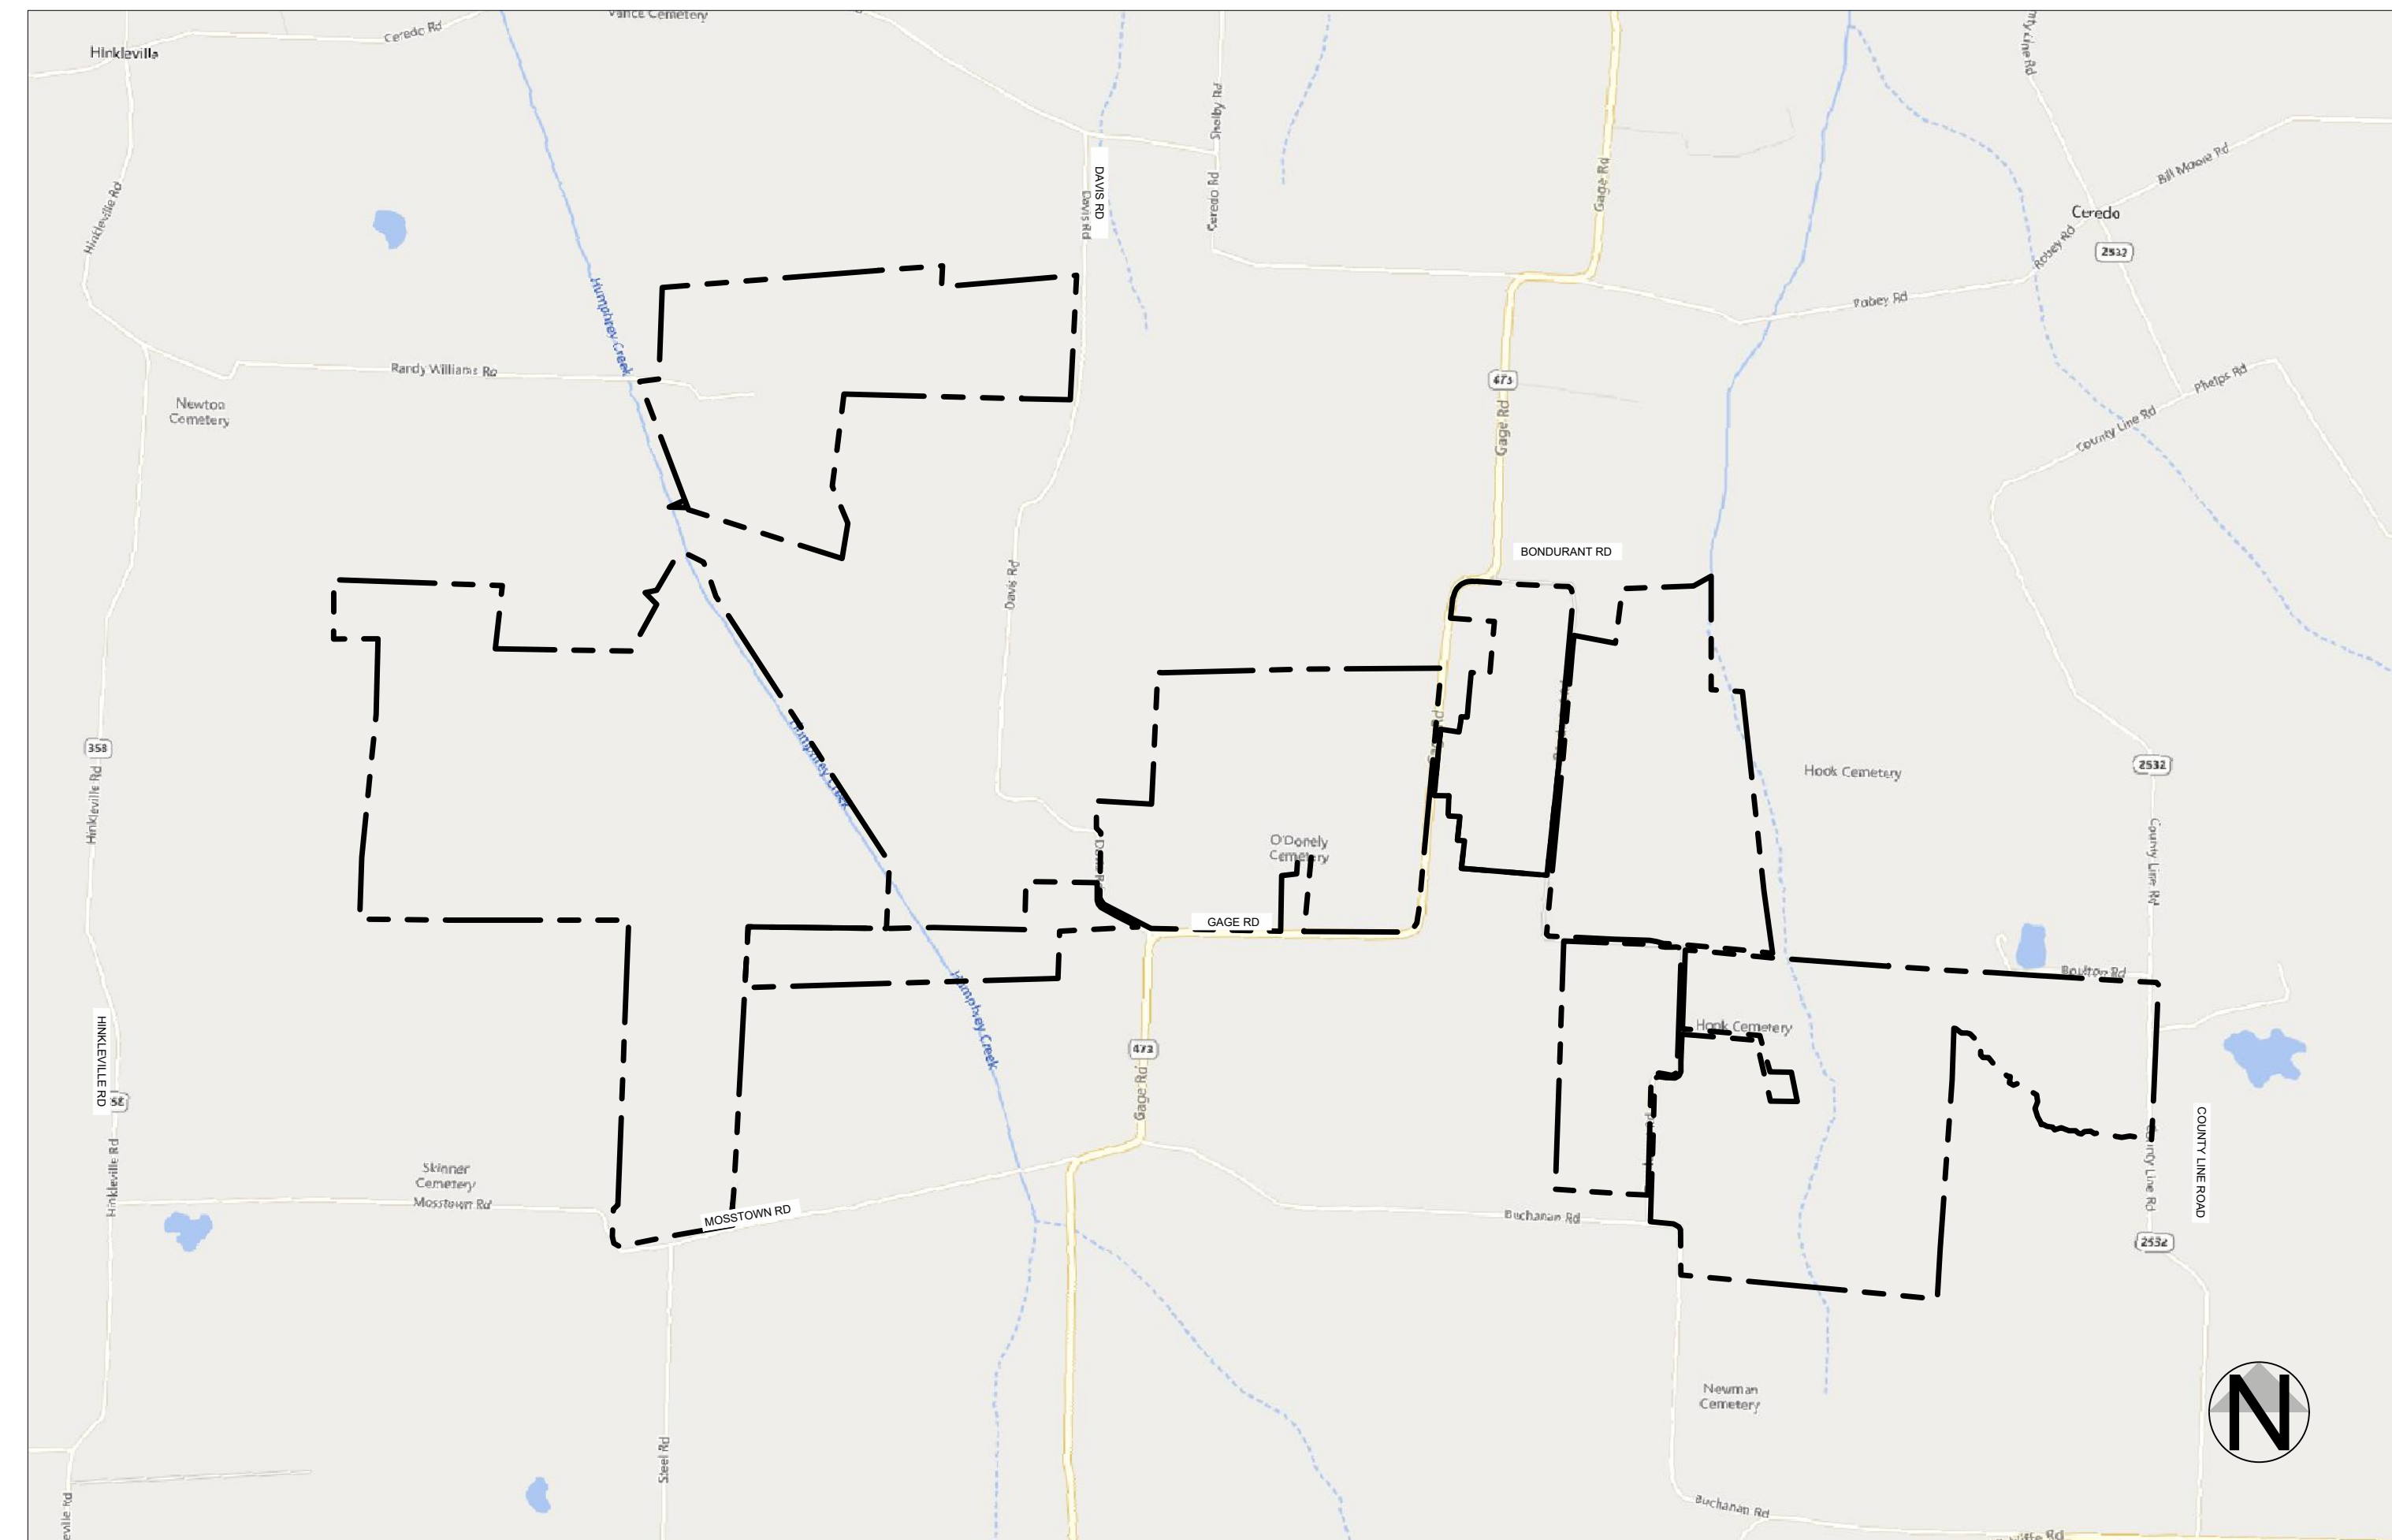 Vance Cemetery
Ceredo Rd
Hinkleville
Shelby Rd
DAVIS RD
Davis Rd
Ceredo Rd
Gage Rd
Bill Moore Rd
Ceredo
2532
Robey Rd
Hinkleville Rd
Humphrey Creek
Robey Rd
Randy Williams Rd
473
Phelps Rd
Newton
Cemetery
Gage Rd
County Line Rd
BONDURANT RD
Davis Rd
358
Humphrey Creek
Hook Cemetery
2532
Hinkleville Rd
O'Donely
Cemetery
County Line Rd
GAGE RD
Boulton Rd
Humphrey Creek
Hook Cemetery
HINKLEVILLE RD
473
Gage Rd
COUNTY LINE ROAD
County Line Rd
Hinkleville Rd
Skinner
Cemetery
Mosstown Rd
MOSSTOWN RD
Buchanan Rd
2532
Newman
Cemetery
N
Steel Rd
Buchanan Rd